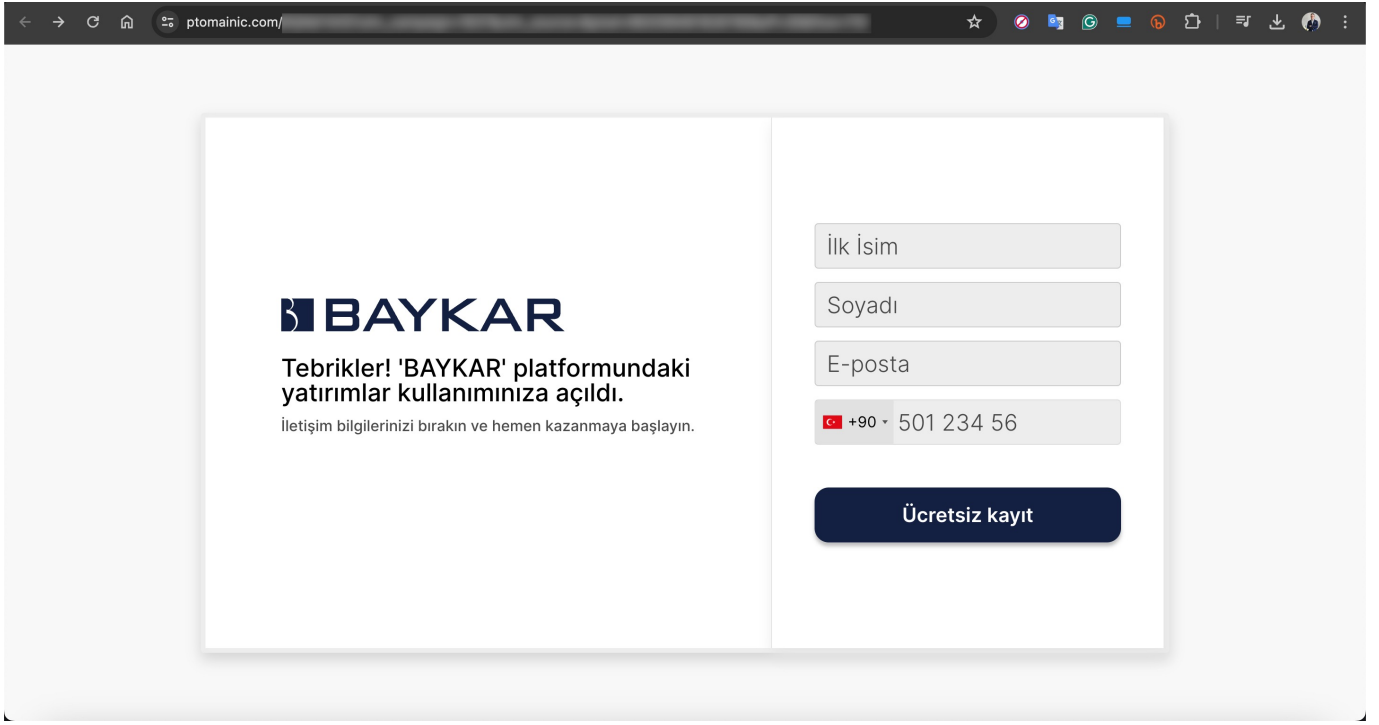 ptomainic.com/
BAYKAR
Tebrikler! 'BAYKAR' platformundaki
yatırımlar kullanımınıza açıldı.
İletişim bilgilerinizi bırakın ve hemen kazanmaya başlayın.
İlk İsim
Soyadı
E-posta
+90 501 234 56
Ücretsiz kayıt